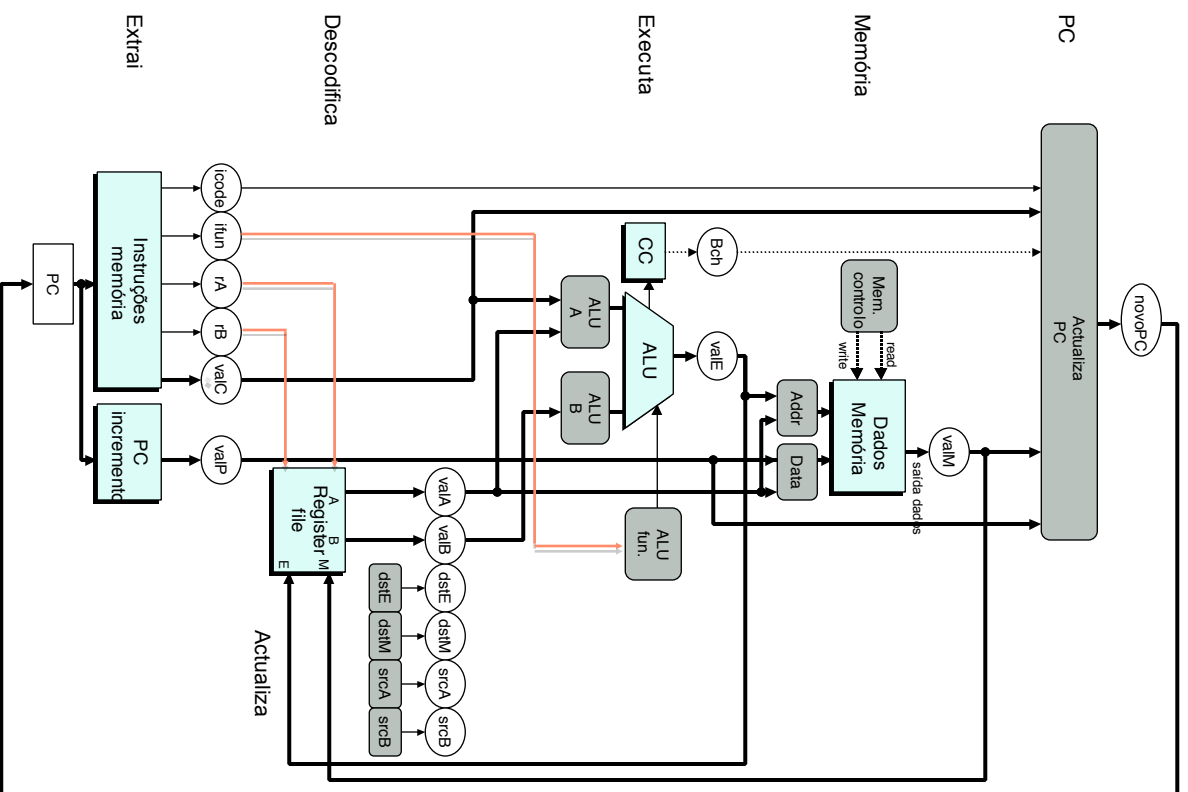 PC
Memória
Executa
Descodifica
Extrai
novoPC
Actualiza
PC
Mem.
controlo
read
write
Dados
Memória
valM
saída dados
Addr
Data
CC
Bch
ALU
valE
ALU
A
ALU
B
ALU
fun.
valA
valB
dstE
dstM
srcA
srcB
dstE
dstM
srcA
srcB
A
B
Register
file
M
E
Actualiza
icode
ifun
rA
rB
valC
valP
Instruções
memória
PC
incremento
PC